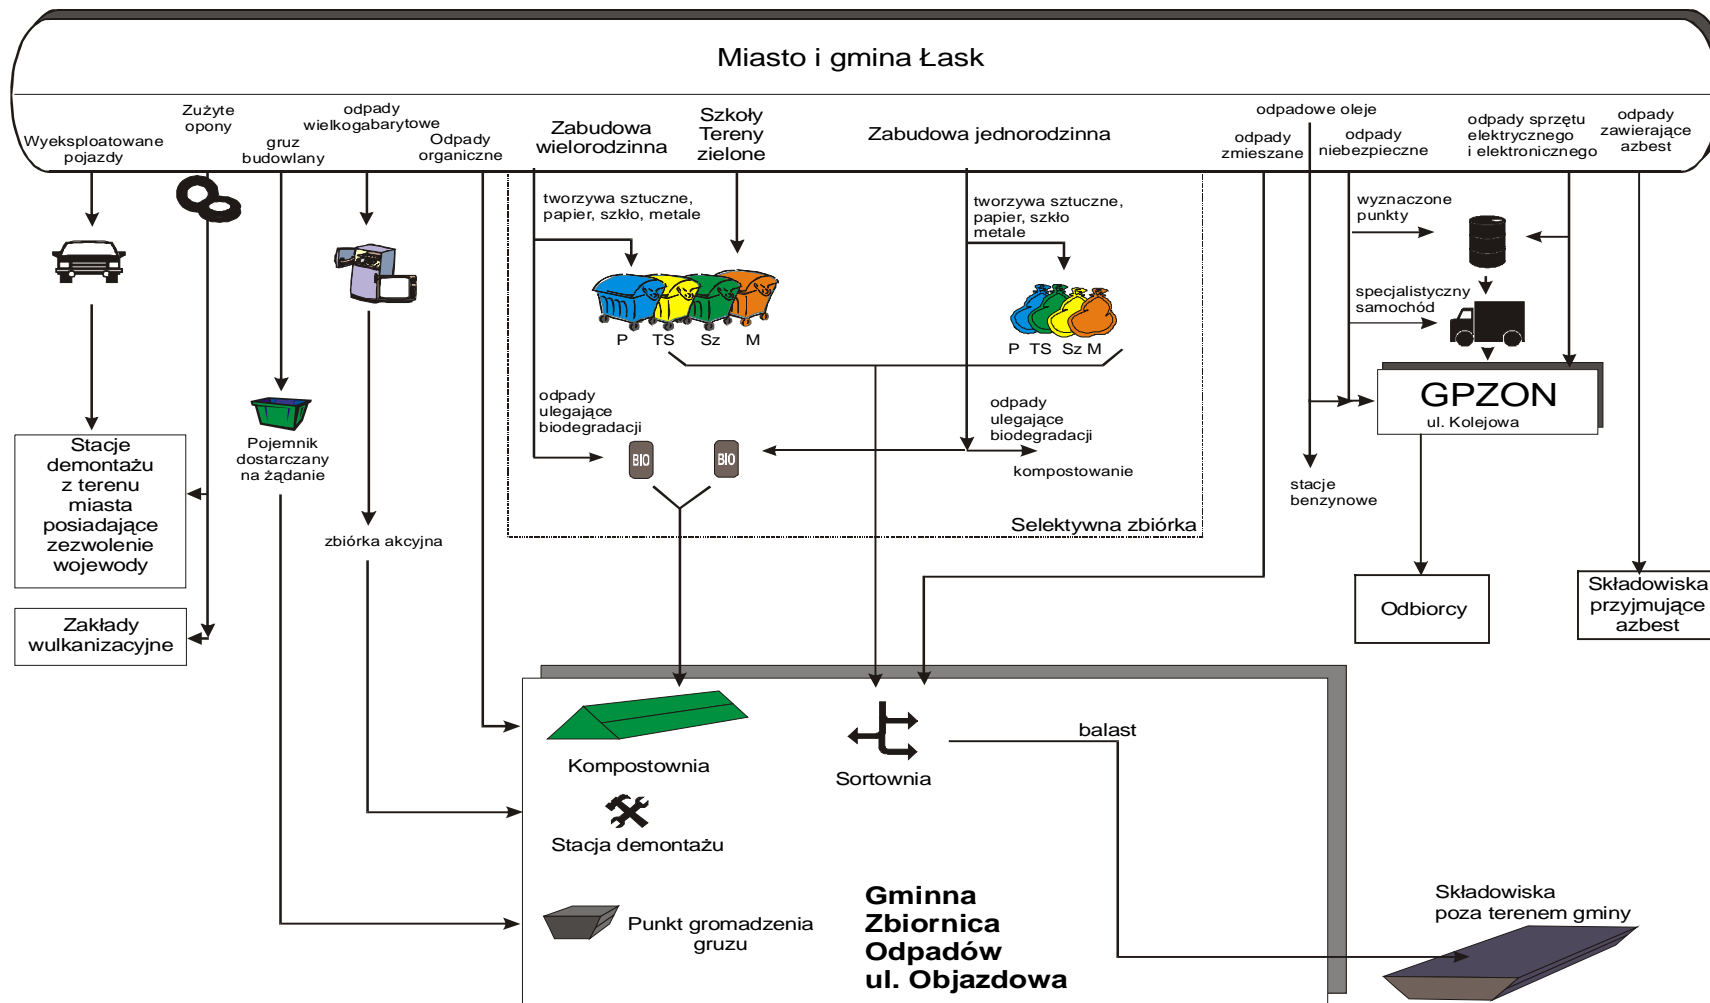 Miasto i gmina Łask
Wyeksploatowane
pojazdy
Zużyte
opony
gruz
budowlany
odpady
wielkogabarytowe
Odpady
organiczne
Zabudowa
wielorodzinna
Szkoły
Tereny
zielone
Zabudowa jednorodzinna
odpady
zmieszane
odpadowe oleje
odpady
niebezpieczne
odpady sprzętu
elektrycznego
i elektronicznego
odpady
zawierające
azbest
tworzywa sztuczne,
papier, szkło, metale
tworzywa sztuczne,
papier, szkło
metale
wyznaczone
punkty
specjalistyczny
samochód
P TS Sz M
P TS Sz M
GPZON
ul. Kolejowa
odpady
ulegające
biodegradacji
odpady
ulegające
biodegradacji
BIO
BIO
kompostowanie
Pojemnik
dostarczany
na żądanie
Stacje
demontażu
z terenu
miasta
posiadające
zezwolenie
wojewody
stacje
benzynowe
Selektywna zbiórka
zbiórka akcyjna
Zakłady
wulkanizacyjne
Odbiorcy
Składowiska
przyjmujące
azbest
Kompostownia
Sortownia
balast
Stacja demontażu
Punkt gromadzenia
gruzu
Gminna
Zbiornica
Odpadów
ul. Objazdowa
Składowiska
poza terenem gminy